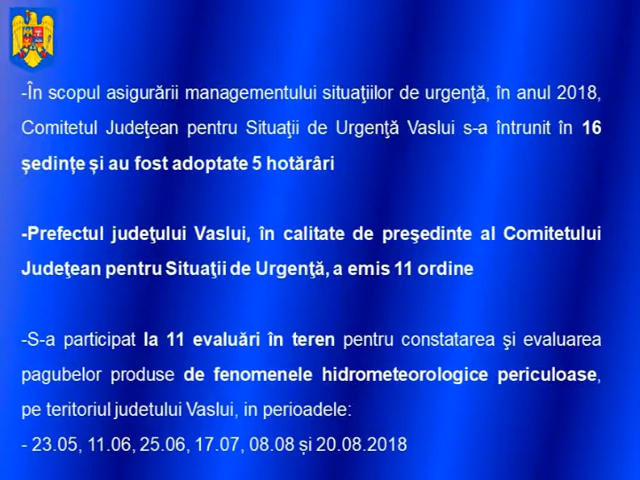 -În scopul asigurării managementului situaţiilor de urgenţă, în anul 2018,
Comitetul Judeţean pentru Situaţii de Urgenţă Vaslui s-a întrunit în 16
ședințe și au fost adoptate 5 hotărâri
-Prefectul judeţului Vaslui, în calitate de preşedinte al Comitetului
Judeţean pentru Situaţii de Urgenţă, a emis 11 ordine
-S-a participat la 11 evaluări în teren pentru constatarea şi evaluarea
pagubelor produse de fenomenele hidrometeorologice periculoase,
pe teritoriul judetului Vaslui, in perioadele:
- 23.05, 11.06, 25.06, 17.07, 08.08 și 20.08.2018